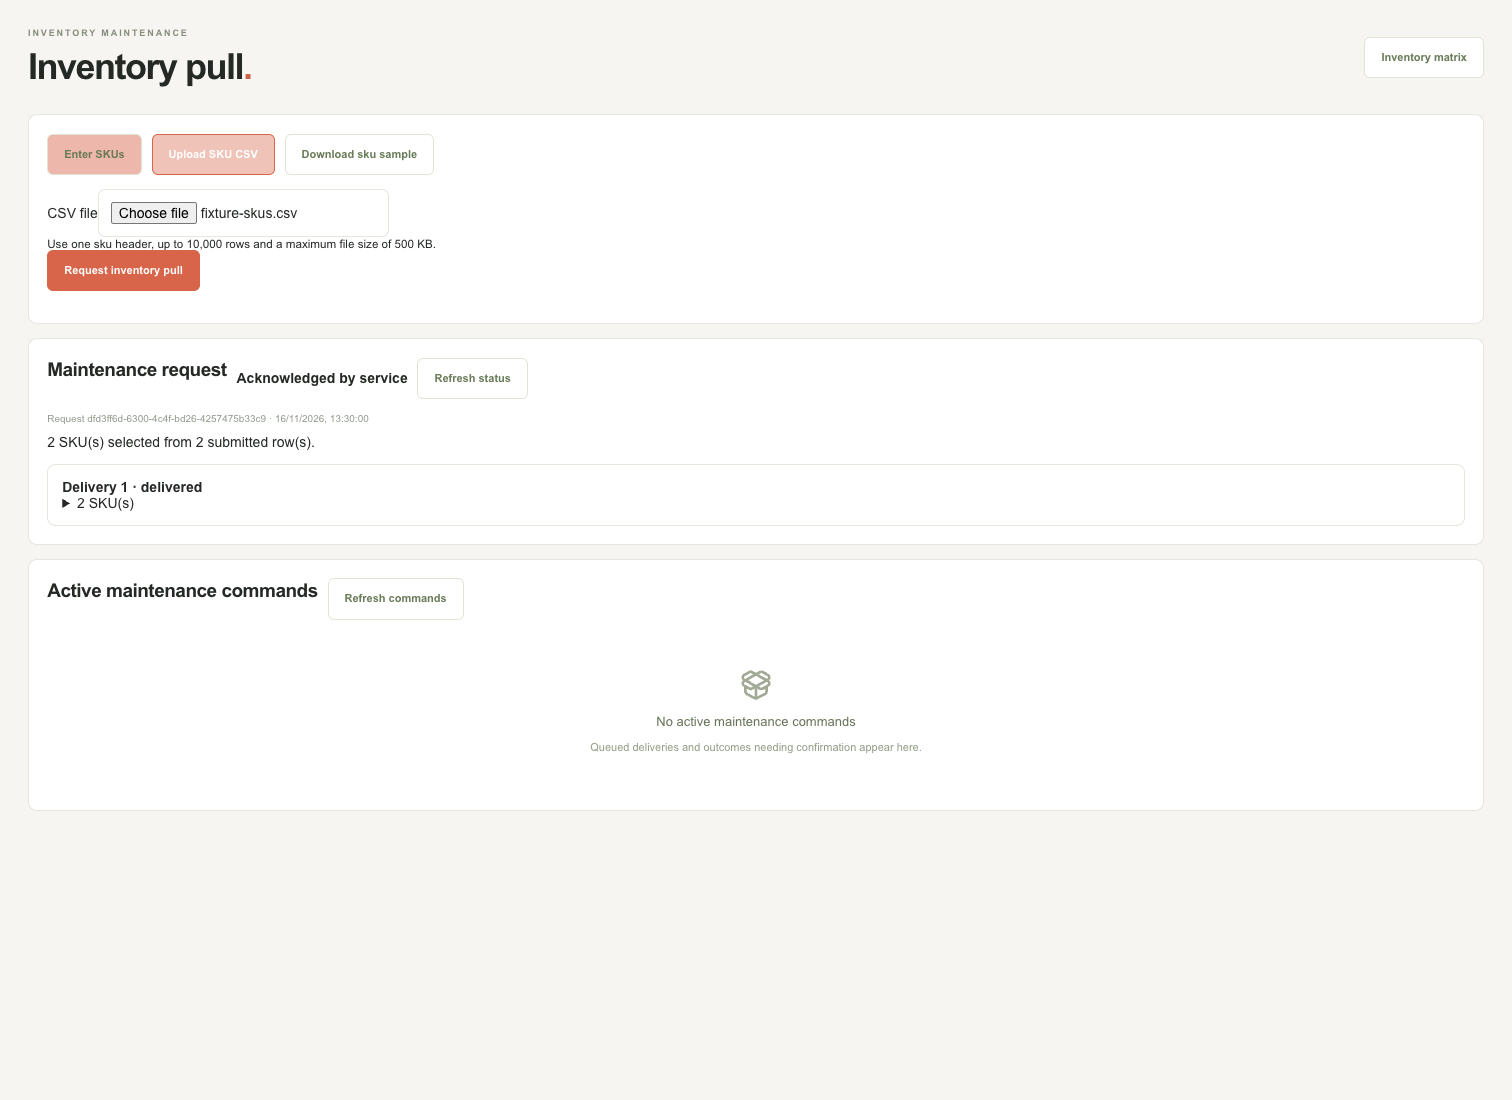 INVENTORY MAINTENANCE
Inventory pull.
Inventory matrix
Enter SKUs
Upload SKU CSV
Download sku sample
CSV file
Choose file
fixture-skus.csv
Use one sku header, up to 10,000 rows and a maximum file size of 500 KB.
Request inventory pull
Maintenance request
Acknowledged by service
Refresh status
Request dfd3ff6d-6300-4c4f-bd26-4257475b33c9 · 16/11/2026, 13:30:00
2 SKU(s) selected from 2 submitted row(s).
Delivery 1 · delivered
2 SKU(s)
Active maintenance commands
Refresh commands
No active maintenance commands
Queued deliveries and outcomes needing confirmation appear here.